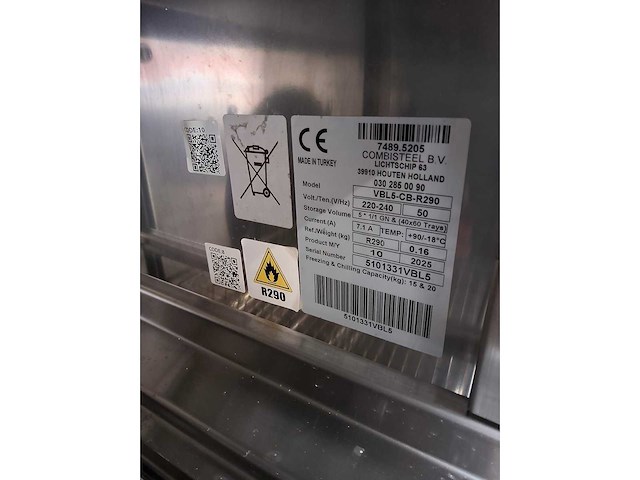 CODE:10
CE
MADE IN TURKEY
7489.5205
COMBISTEEL B.V.
LICHTSCHIP 63
39910 HOUTEN HOLLAND
030 285 00 90
Model VBL5-CB-R290
Volt./Ten.(V/Hz) 220-240 50
Storage Volume 5 * 1/1 GN & (40x60 Trays)
Current.(A) 7.1 A TEMP: +90/-18°C
Ref./Weight (kg) R290 0.16
Product M/Y 10 2025
Serial Number 5101331VBL5
Freezing & Chilling Capacity(kg): 15 & 20
5101331VBL5
R290